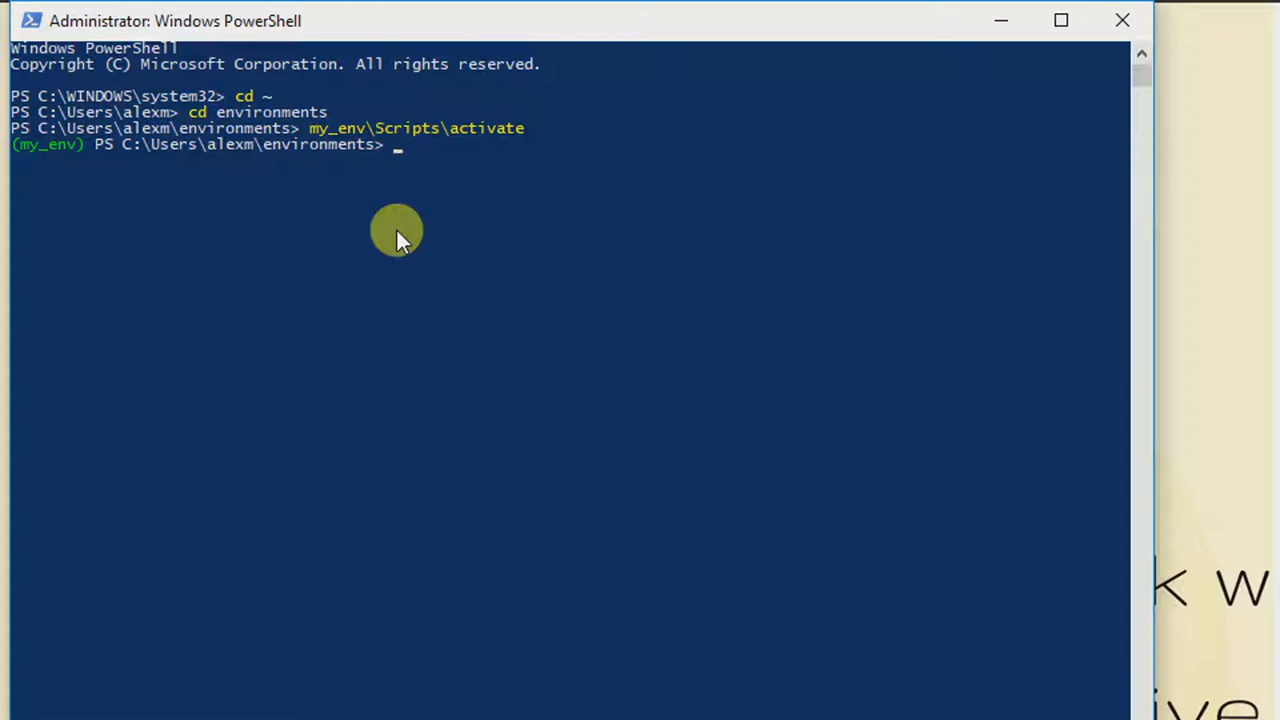 Administrator: Windows PowerShell
Windows PowerShell
Copyright (C) Microsoft Corporation. All rights reserved.
PS C:\WINDOWS\system32> cd ~
PS C:\Users\alexm> cd environments
PS C:\Users\alexm\environments> my_env\Scripts\activate
(my_env) PS C:\Users\alexm\environments>
k w
ive